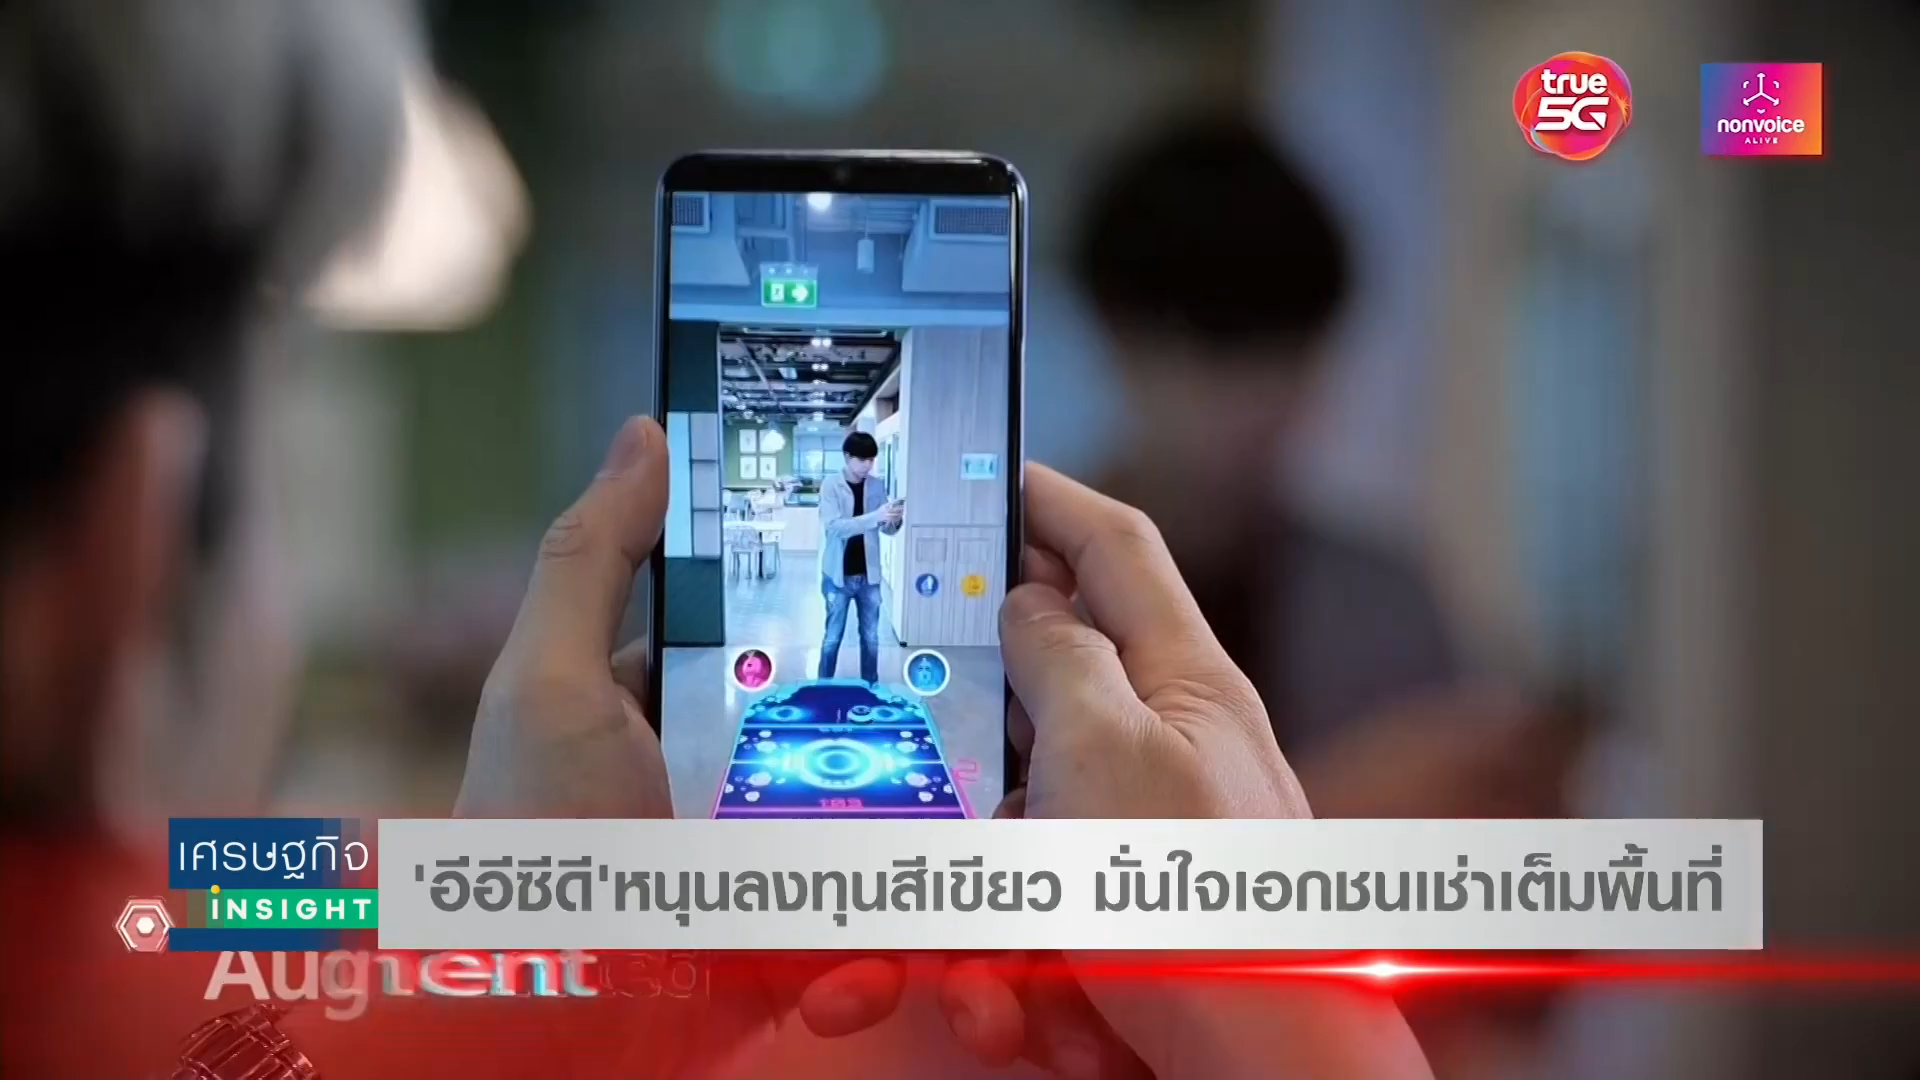 true
5G
nonvoice
ALIVE
เศรษฐกิจ
INSIGHT
'อีอีซีดี'หนุนลงทุนสีเขียว มั่นใจเอกชนเช่าเต็มพื้นที่